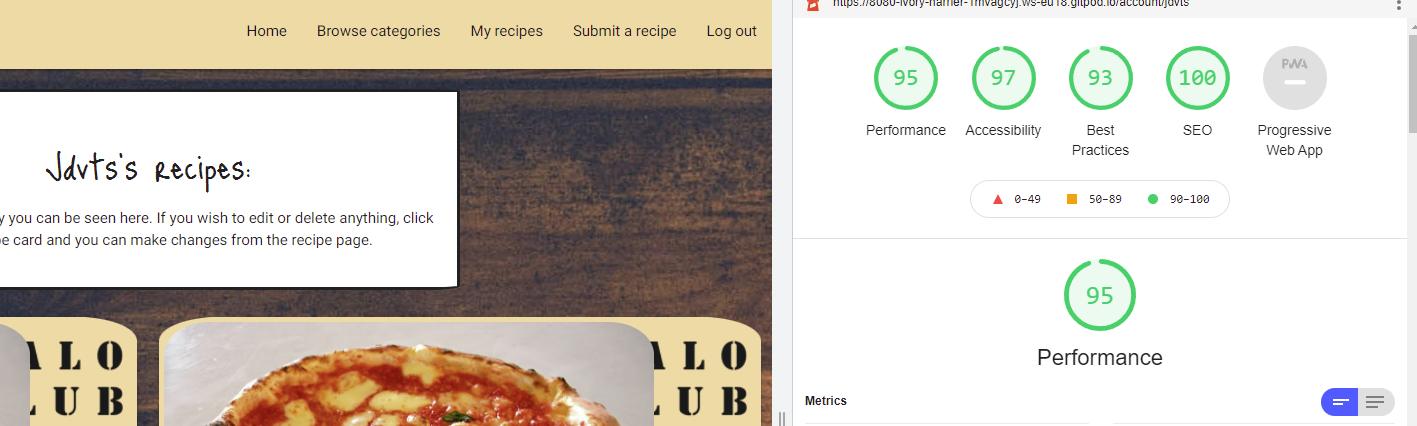 Home Browse categories My recipes Submit a recipe Log out
Jdvts's Recipes:
y you can be seen here. If you wish to edit or delete anything, click
e card and you can make changes from the recipe page.
ALO
LUB
ALO
LUB
https://8080-ivory-harrier-1mvagcyj.ws-eu18.gitpod.io/account/jdvts
95 97 93 100 PWA
Performance Accessibility Best Practices SEO Progressive Web App
0–49 50–89 90–100
95
Performance
Metrics